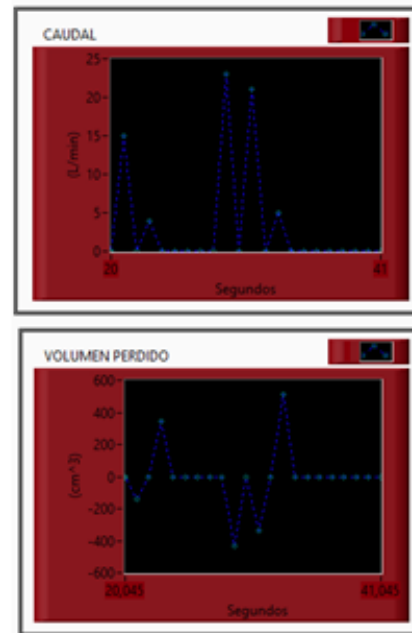 CAUDAL
25
20
15
10
5
0
(L/min)
20
41
Segundos
VOLUMEN PERDIDO
600
400
200
0
-200
-400
-600
(cm^3)
20,045
41,045
Segundos